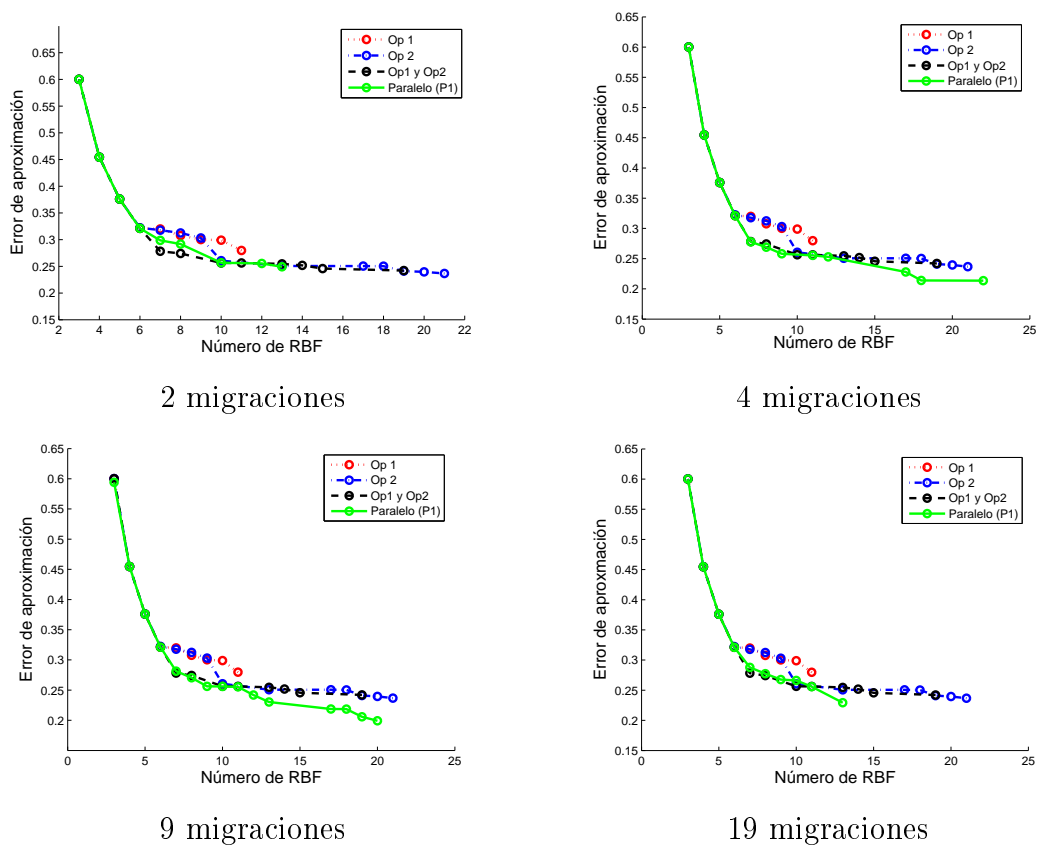 Op 1
Op 2
Op1 y Op2
Paralelo (P1)
Error de aproximación
0.65
0.6
0.55
0.5
0.45
0.4
0.35
0.3
0.25
0.2
0.15
2 4 6 8 10 12 14 16 18 20 22
Número de RBF
2 migraciones
Op 1
Op 2
Op1 y Op2
Paralelo (P1)
Error de aproximación
0.65
0.6
0.55
0.5
0.45
0.4
0.35
0.3
0.25
0.2
0.15
0 5 10 15 20 25
Número de RBF
4 migraciones
Op 1
Op 2
Op1 y Op2
Paralelo (P1)
Error de aproximación
0.65
0.6
0.55
0.5
0.45
0.4
0.35
0.3
0.25
0.2
0 5 10 15 20 25
Número de RBF
9 migraciones
Op 1
Op 2
Op1 y Op2
Paralelo (P1)
Error de aproxmación
0.65
0.6
0.55
0.5
0.45
0.4
0.35
0.3
0.25
0.2
0.15
0 5 10 15 20 25
Número de RBF
19 migraciones